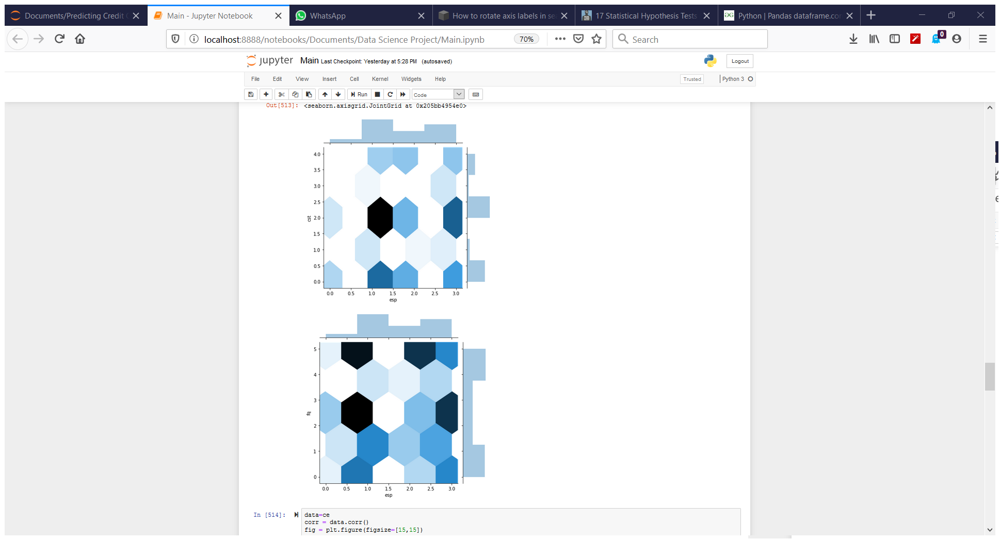 Documents/Predicting Credit
Main - Jupyter Notebook
WhatsApp
How to rotate axis labels in se
17 Statistical Hypothesis Tests
Python | Pandas dataframe.cor
localhost:8888/notebooks/Documents/Data Science Project/Main.ipynb
70%
Search
0
jupyter
Main Last Checkpoint: Yesterday at 5:28 PM (autosaved)
Logout
File Edit View Insert Cell Kernel Widgets Help
Trusted
Python 3
Run
Code
Out[513]: <seaborn.axisgrid.JointGrid at 0x205bb4954e0>
4.0
3.5
3.0
2.5
2.0
1.5
1.0
0.5
0.0
cst
0.0 0.5 1.0 1.5 2.0 2.5 3.0
esp
5
4
3
2
1
0
fq
0.0 0.5 1.0 1.5 2.0 2.5 3.0
esp
In [514]:
data=ce
corr = data.corr()
fig = plt.figure(figsize=[15,15])